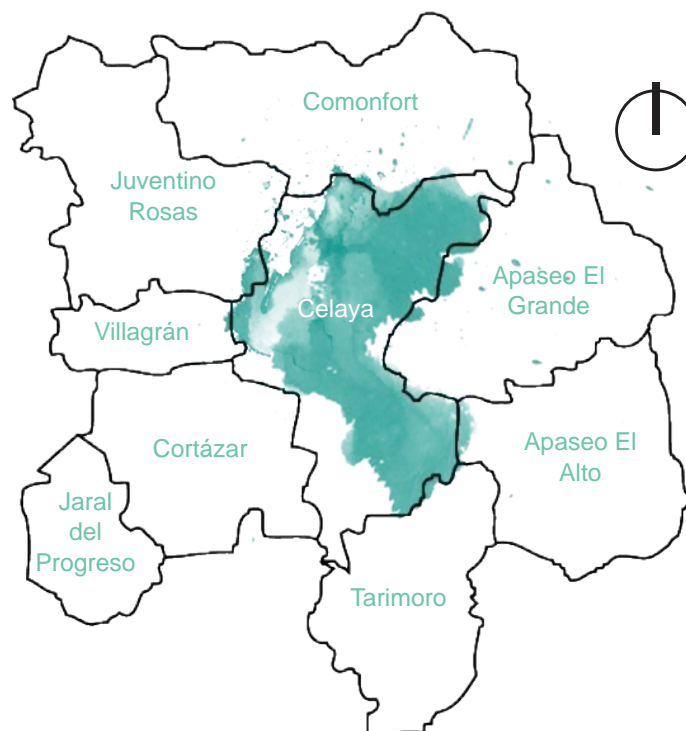 Comonfort
Juventino
Rosas
Apaseo El
Grande
Celaya
Villagrán
Cortázar
Apaseo El
Alto
Jaral
del
Progreso
Tarimoro